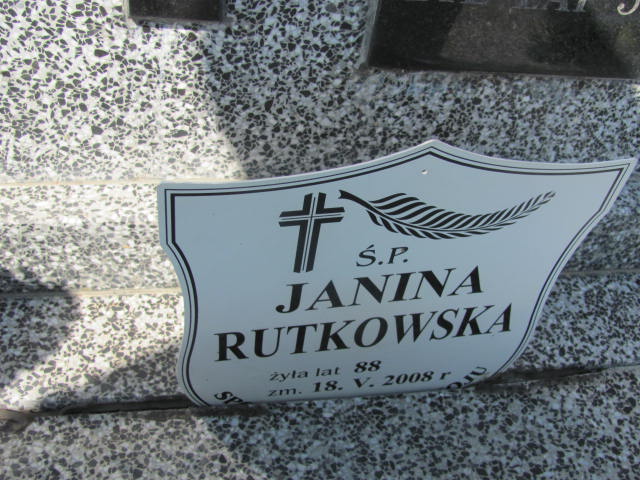 Ś.P.
JANINA
RUTKOWSKA
żyła lat 88
zm. 18. V. 2008 r